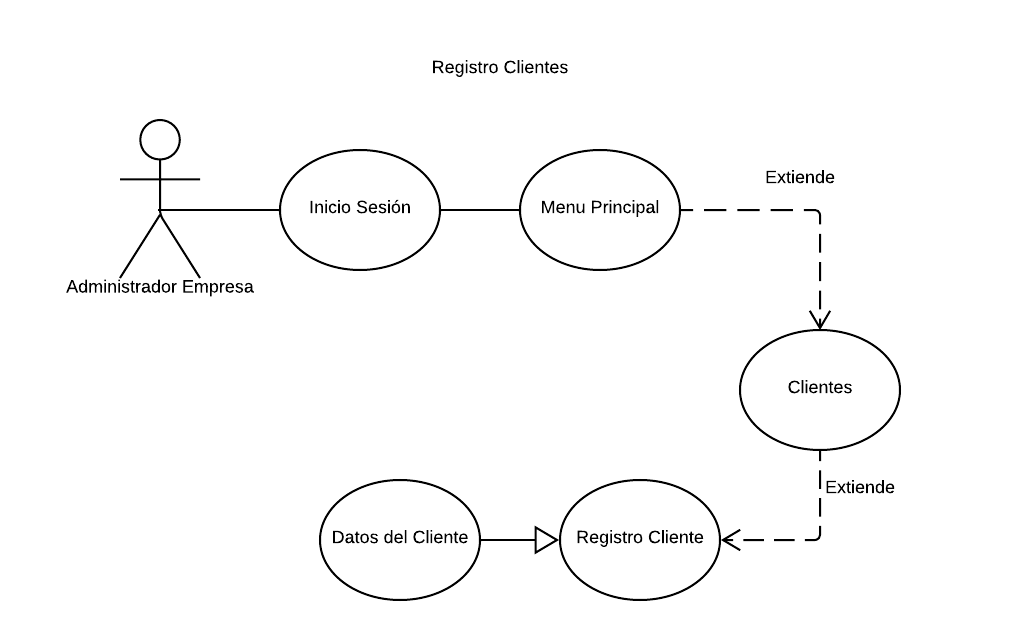 Registro Clientes
Extiende
Inicio Sesión
Menu Principal
Administrador Empresa
Clientes
Extiende
Datos del Cliente
Registro Cliente